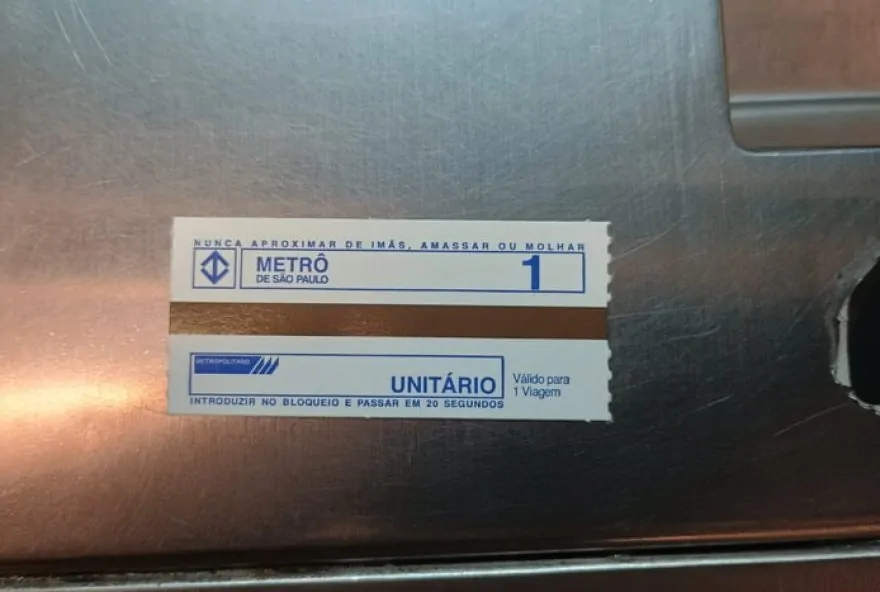 NUNCA APROXIMAR DE IMÃS, AMASSAR OU MOLHAR
METRÔ 1
DE SÃO PAULO
METROPOLITANO
UNITÁRIO
Válido para
1 Viagem
INTRODUZIR NO BLOQUEIO E PASSAR EM 20 SEGUNDOS